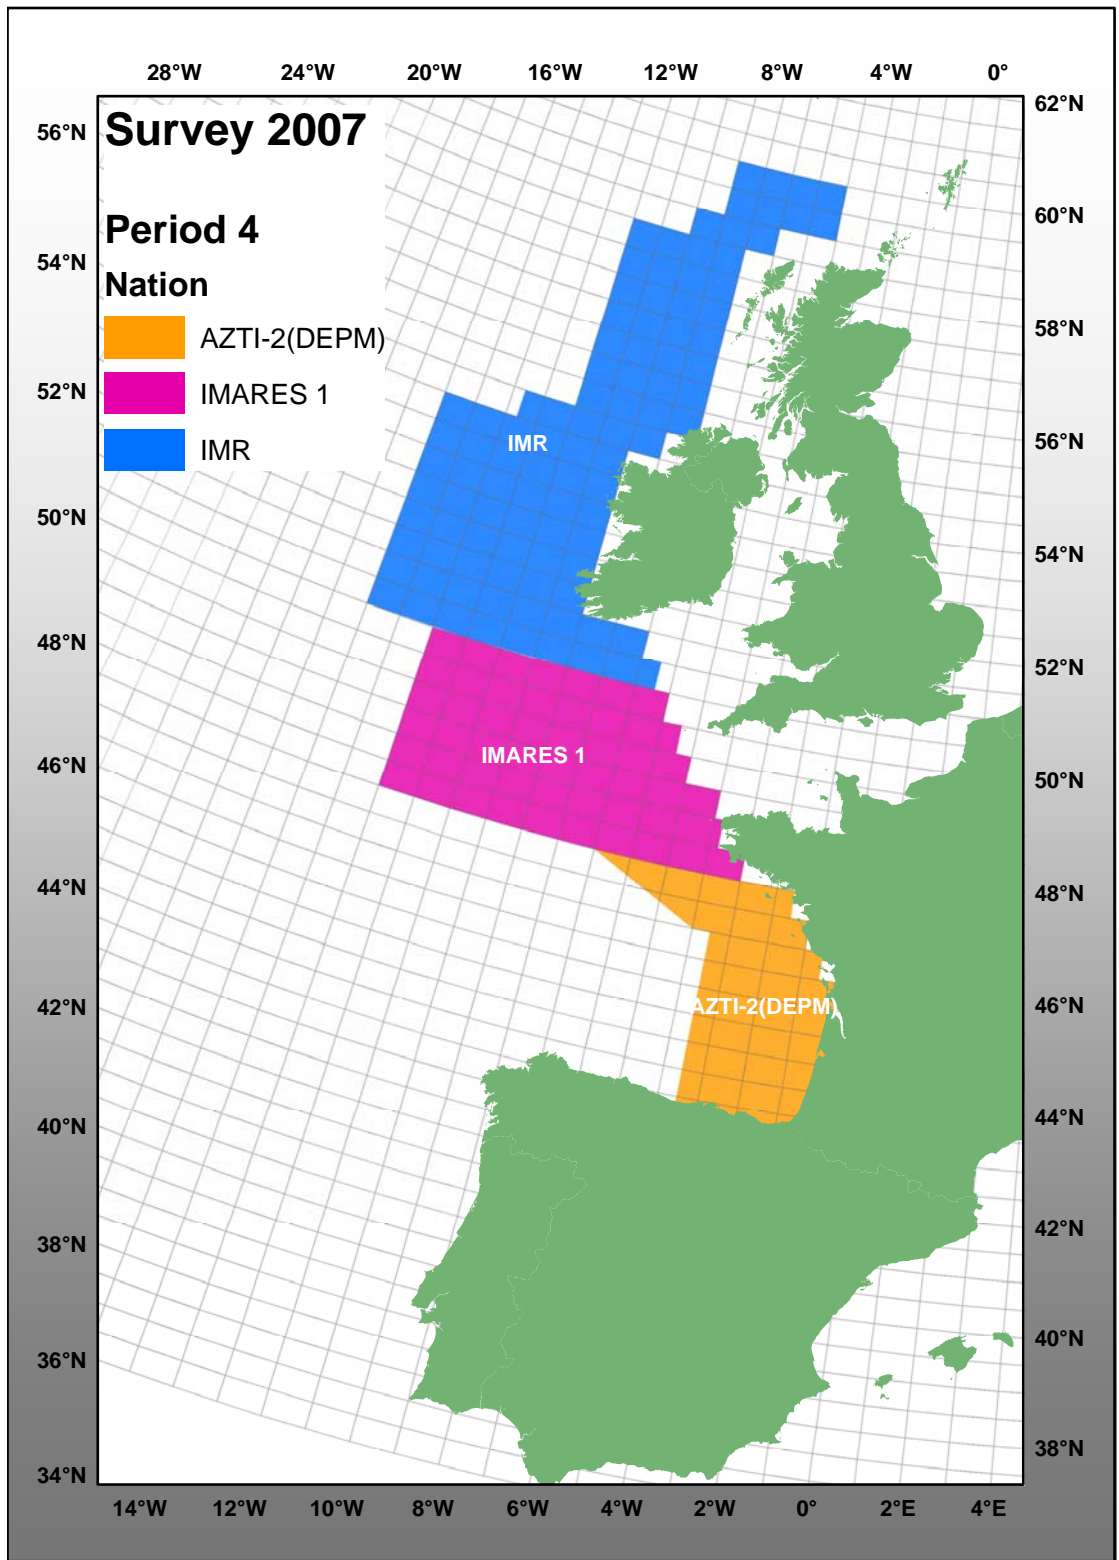 28°W 24°W 20°W 16°W 12°W 8°W 4°W 0°
62°N
56°N
Survey 2007
60°N
Period 4
54°N
Nation
58°N
AZTI-2(DEPM)
52°N
IMARES 1
56°N
IMR
IMR
50°N
54°N
48°N
52°N
IMARES 1
46°N
50°N
44°N
48°N
AZTI-2(DEPM)
42°N
46°N
40°N
44°N
38°N
42°N
36°N
40°N
34°N
38°N
14°W 12°W 10°W 8°W 6°W 4°W 2°W 0° 2°E 4°E